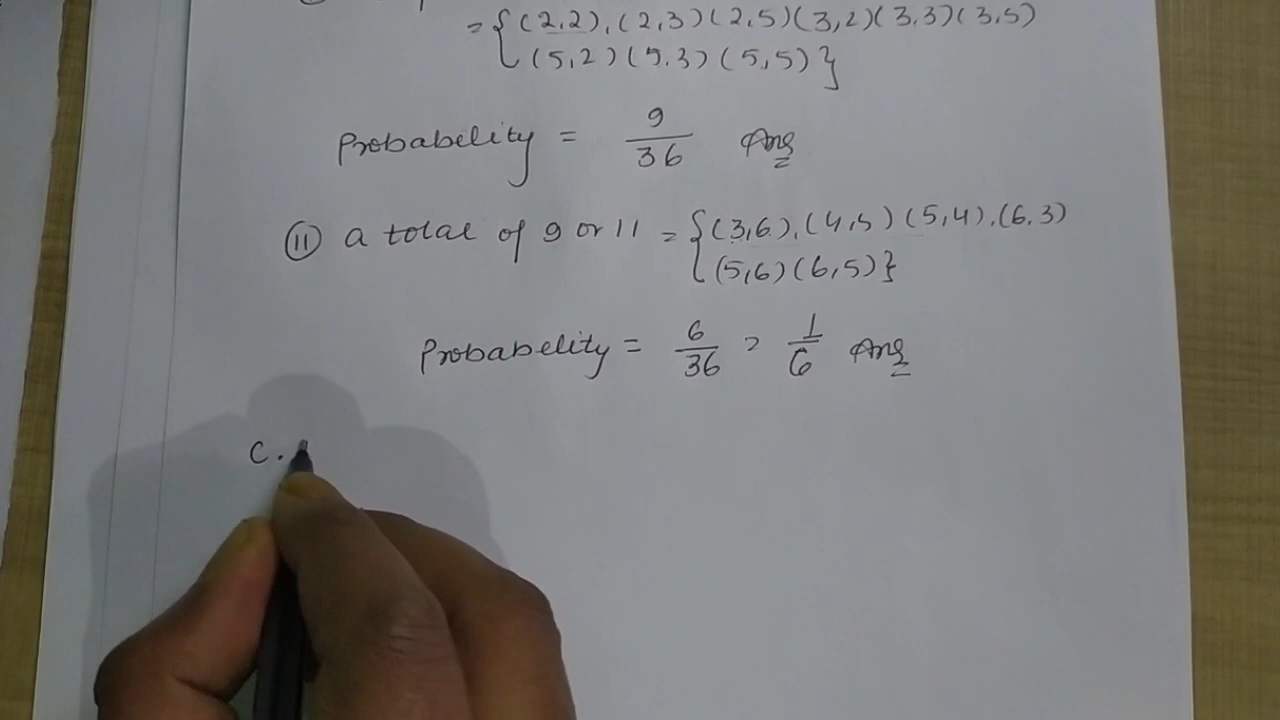 = { (2,2), (2,3) (2,5) (3,2) (3,3) (3,5)
(5,2) (5,3) (5,5) }
Probabelity = 9/36 Ans
(11) a total of 9 or 11 = { (3,6), (4,5) (5,4), (6,3)
(5,6) (6,5) }
Probabelity = 6/36 = 1/6 Ans
C.